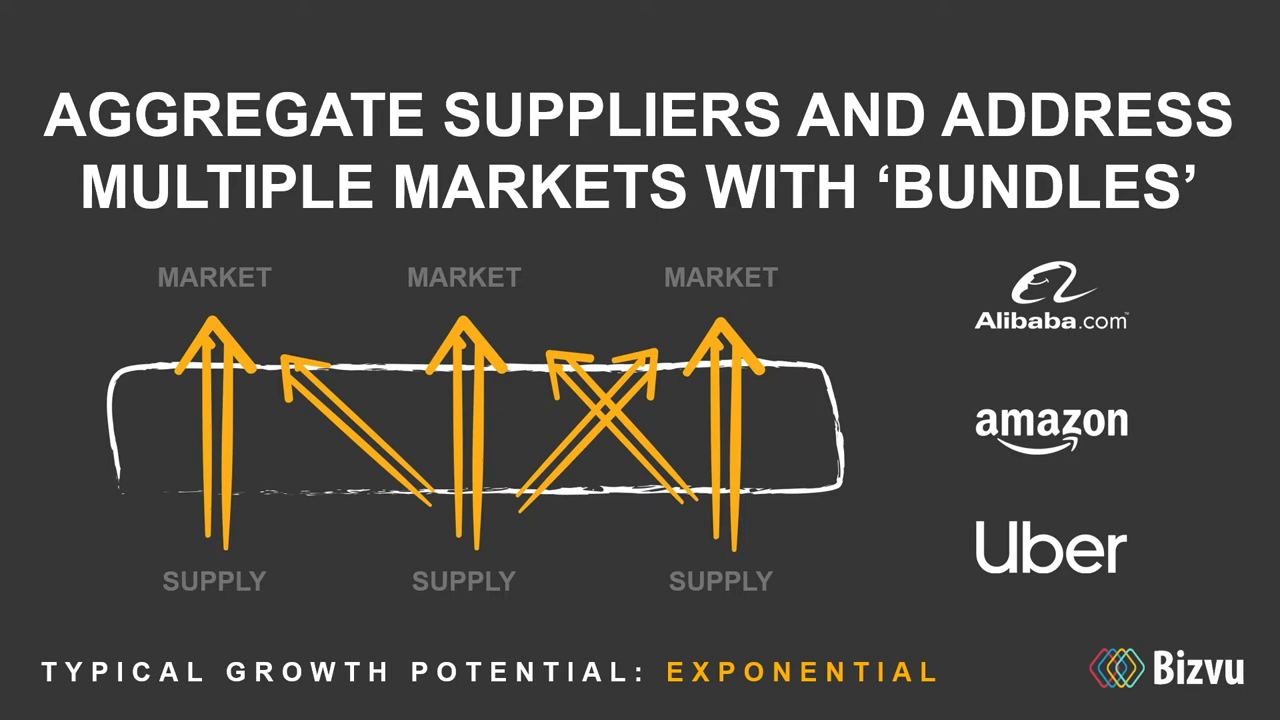 AGGREGATE SUPPLIERS AND ADDRESS
MULTIPLE MARKETS WITH ‘BUNDLES’
MARKET MARKET MARKET
Alibaba.com™
amazon
Uber
SUPPLY SUPPLY SUPPLY
TYPICAL GROWTH POTENTIAL: EXPONENTIAL
Bizvu